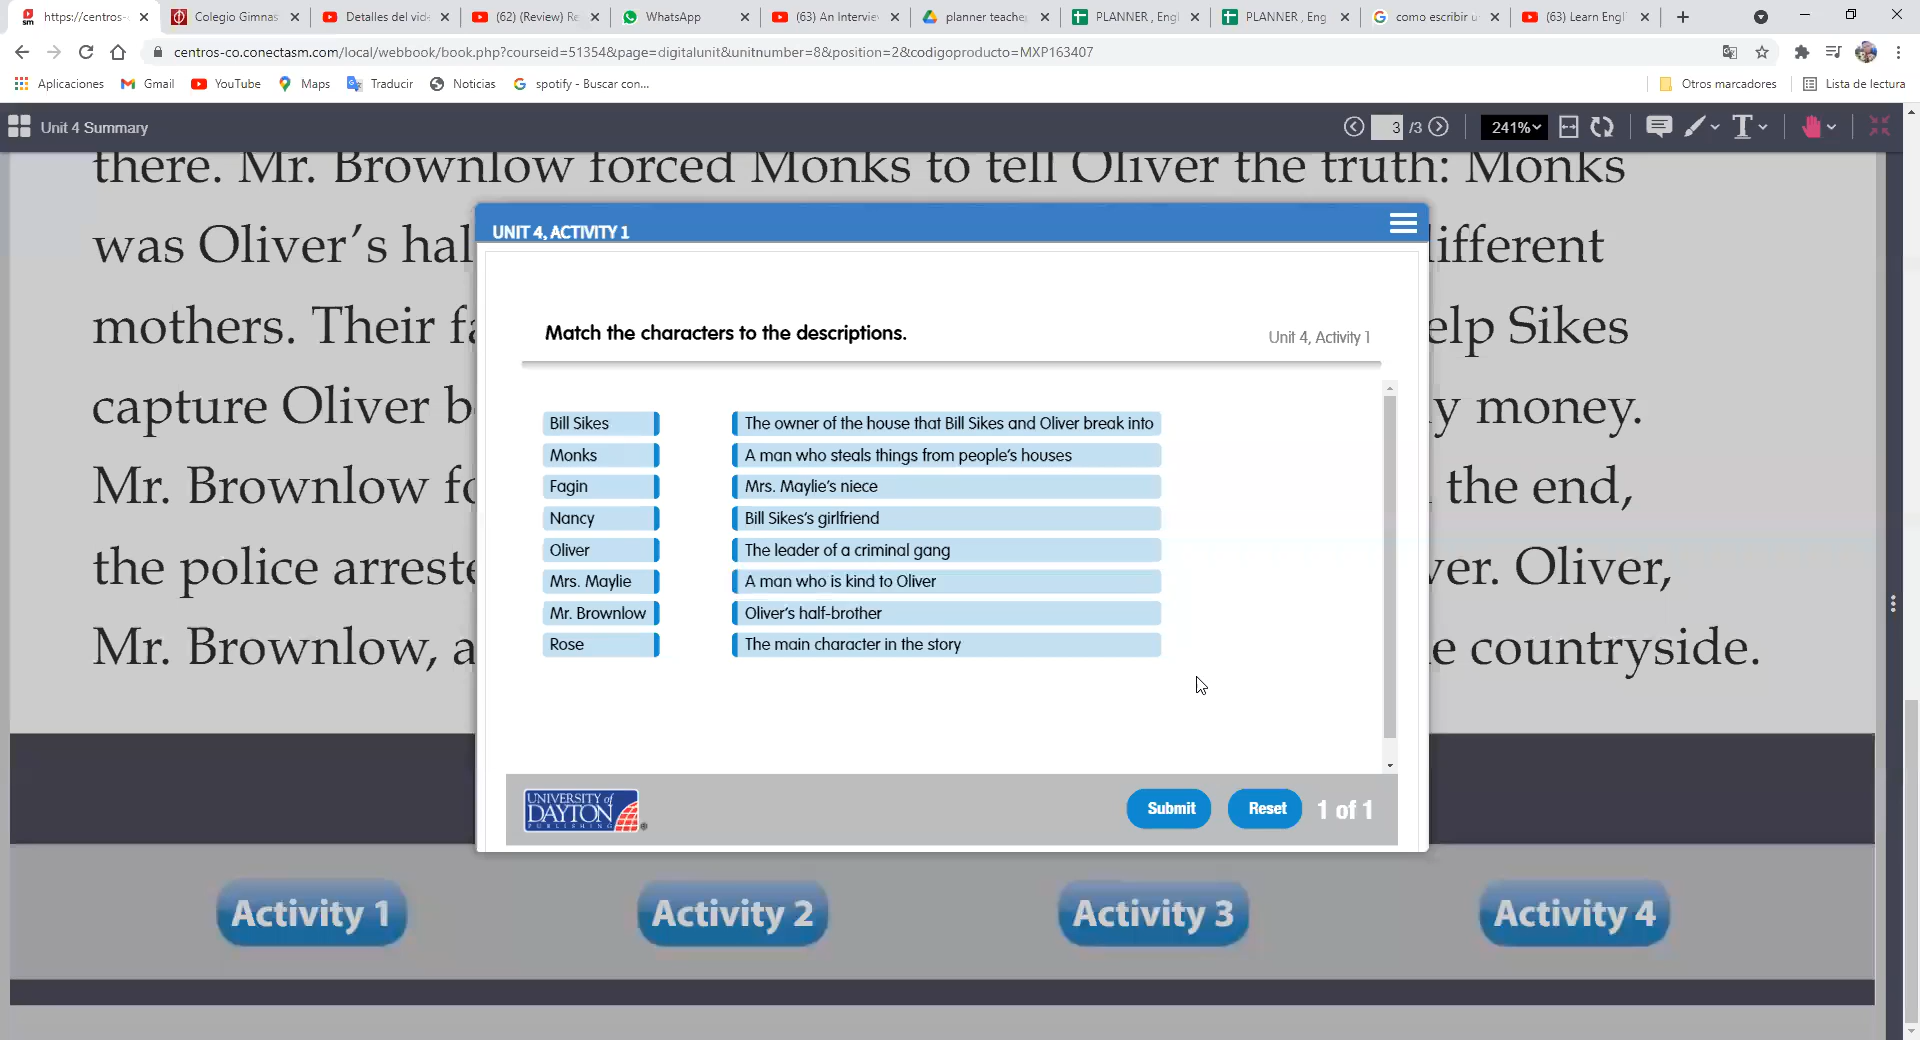 https://centros-
Colegio Gimnas
Detalles del vid
(62) (Review) Re
WhatsApp
(63) An Intervie
planner teache
PLANNER , Engl
PLANNER , Eng
como escribir u
(63) Learn Engl
centros-co.conectasm.com/local/webbook/book.php?courseid=51354&page=digitalunit&unitnumber=8&position=2&codigoproducto=MXP163407
Aplicaciones
Gmail
YouTube
Maps
Traducir
Noticias
spotify - Buscar con...
Otros marcadores
Lista de lectura
Unit 4 Summary
3 /3
241%
there. Mr. Brownlow forced Monks to tell Oliver the truth: Monks
was Oliver's hal
ifferent
mothers. Their fa
elp Sikes
capture Oliver b
y money.
Mr. Brownlow fo
the end,
the police arreste
ver. Oliver,
Mr. Brownlow, a
e countryside.
UNIT 4, ACTIVITY 1
Match the characters to the descriptions.
Unit 4, Activity 1
Bill Sikes
The owner of the house that Bill Sikes and Oliver break into
Monks
A man who steals things from people's houses
Fagin
Mrs. Maylie's niece
Nancy
Bill Sikes's girlfriend
Oliver
The leader of a criminal gang
Mrs. Maylie
A man who is kind to Oliver
Mr. Brownlow
Oliver's half-brother
Rose
The main character in the story
UNIVERSITY of
DAYTON
PUBLISHING
Submit
Reset
1 of 1
Activity 1
Activity 2
Activity 3
Activity 4